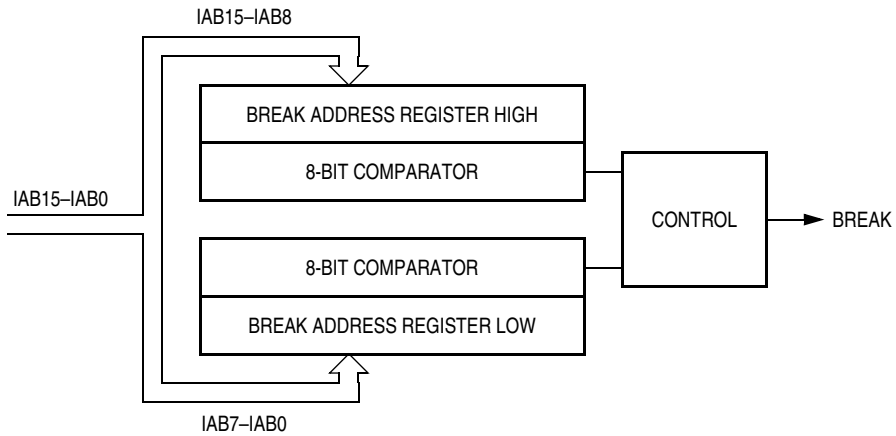 IAB15–IAB8
BREAK ADDRESS REGISTER HIGH
8-BIT COMPARATOR
IAB15–IAB0
CONTROL
BREAK
8-BIT COMPARATOR
BREAK ADDRESS REGISTER LOW
IAB7–IAB0